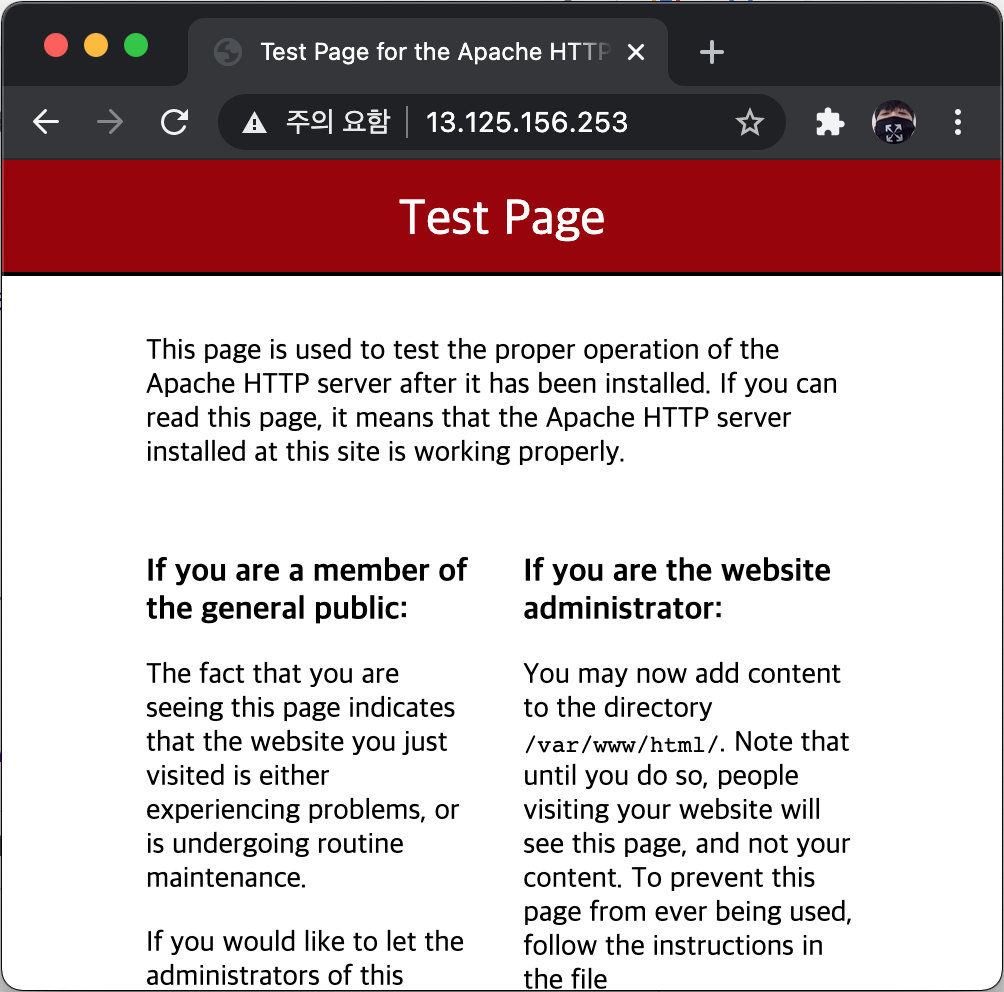 Test Page for the Apache HTTP
주의 요함
13.125.156.253
Test Page
This page is used to test the proper operation of the
Apache HTTP server after it has been installed. If you can
read this page, it means that the Apache HTTP server
installed at this site is working properly.
If you are a member of
the general public:
The fact that you are
seeing this page indicates
that the website you just
visited is either
experiencing problems, or
is undergoing routine
maintenance.
If you would like to let the
administrators of this
If you are the website
administrator:
You may now add content
to the directory
/var/www/html/. Note that
until you do so, people
visiting your website will
see this page, and not your
content. To prevent this
page from ever being used,
follow the instructions in
the file